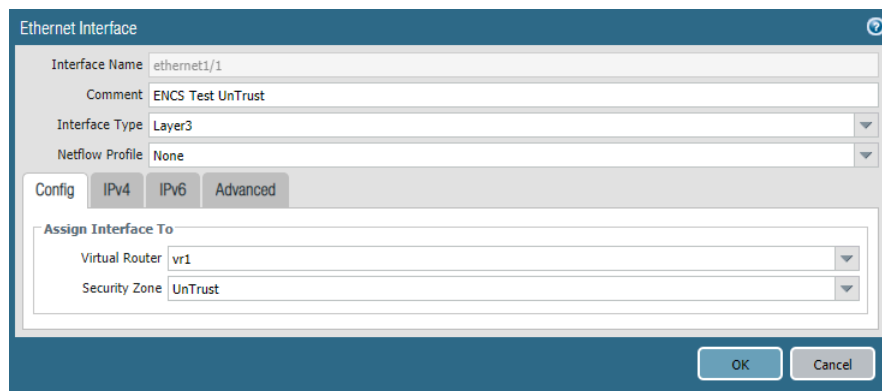 Ethernet Interface
Interface Name ethernet1/1
Comment ENCS Test UnTrust
Interface Type Layer3
Netflow Profile None
Config IPv4 IPv6 Advanced
Assign Interface To
Virtual Router vr1
Security Zone UnTrust
OK Cancel